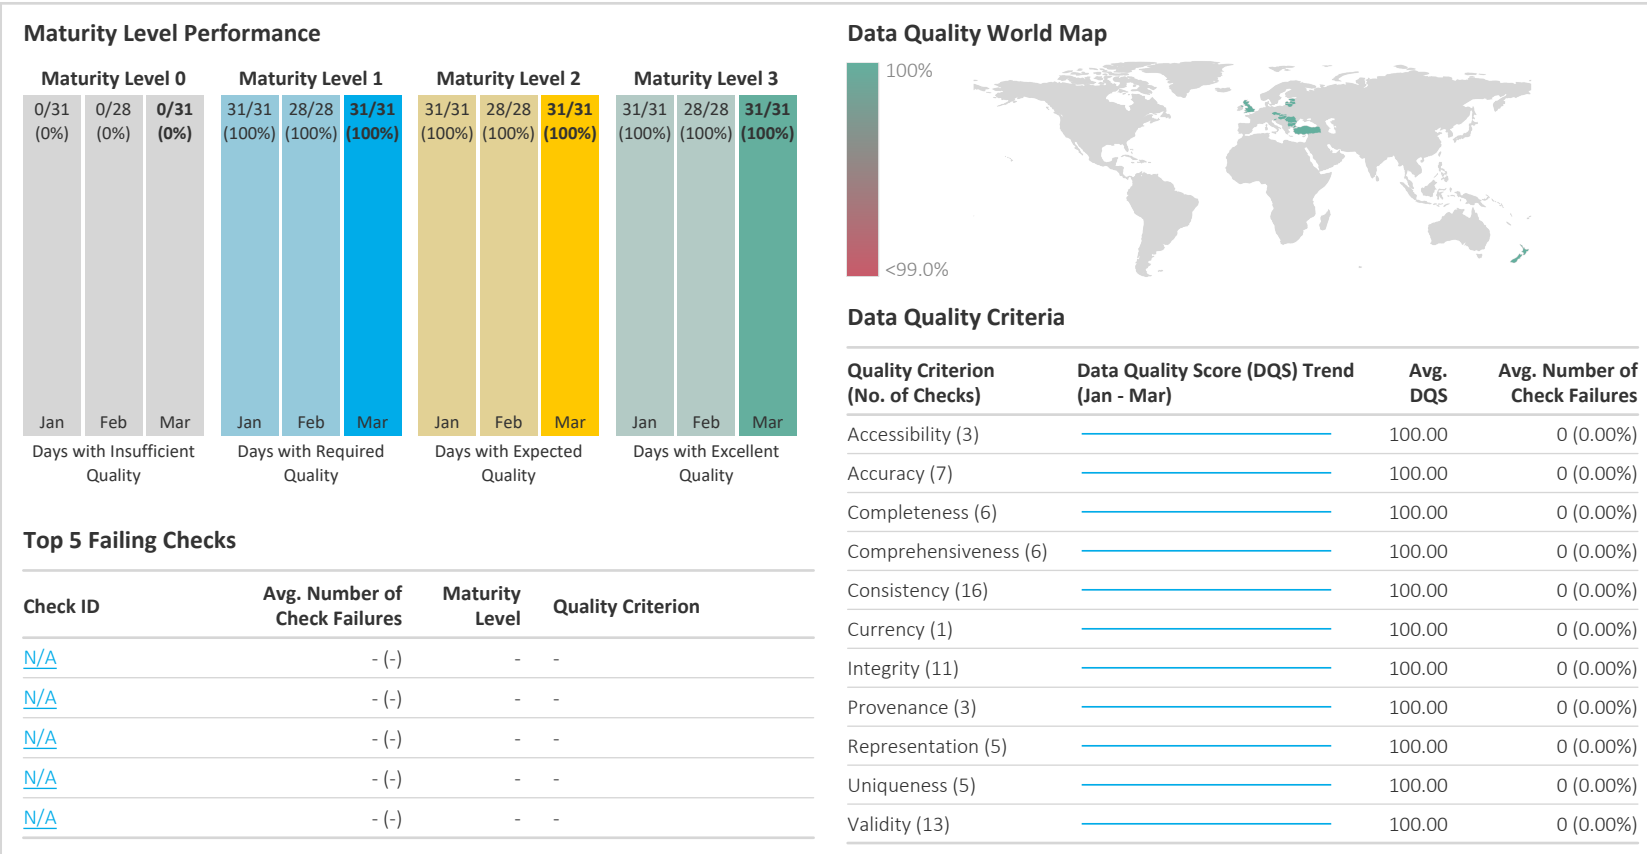 Maturity Level Performance
Maturity Level 0
Maturity Level 1
Maturity Level 2
Maturity Level 3
0/31 0/28 0/31
(0%) (0%) (0%)
31/31 28/28 31/31
(100%) (100%) (100%)
31/31 28/28 31/31
(100%) (100%) (100%)
31/31 28/28 31/31
(100%) (100%) (100%)
Jan Feb Mar
Jan Feb Mar
Jan Feb Mar
Jan Feb Mar
Days with Insufficient
Quality
Days with Required
Quality
Days with Expected
Quality
Days with Excellent
Quality
Top 5 Failing Checks
Check ID
Avg. Number of
Check Failures
Maturity
Level
Quality Criterion
N/A - (-) - -
N/A - (-) - -
N/A - (-) - -
N/A - (-) - -
N/A - (-) - -
Data Quality World Map
100%
<99.0%
Data Quality Criteria
Quality Criterion
(No. of Checks)
Data Quality Score (DQS) Trend
(Jan - Mar)
Avg.
DQS
Avg. Number of
Check Failures
Accessibility (3) 100.00 0 (0.00%)
Accuracy (7) 100.00 0 (0.00%)
Completeness (6) 100.00 0 (0.00%)
Comprehensiveness (6) 100.00 0 (0.00%)
Consistency (16) 100.00 0 (0.00%)
Currency (1) 100.00 0 (0.00%)
Integrity (11) 100.00 0 (0.00%)
Provenance (3) 100.00 0 (0.00%)
Representation (5) 100.00 0 (0.00%)
Uniqueness (5) 100.00 0 (0.00%)
Validity (13) 100.00 0 (0.00%)